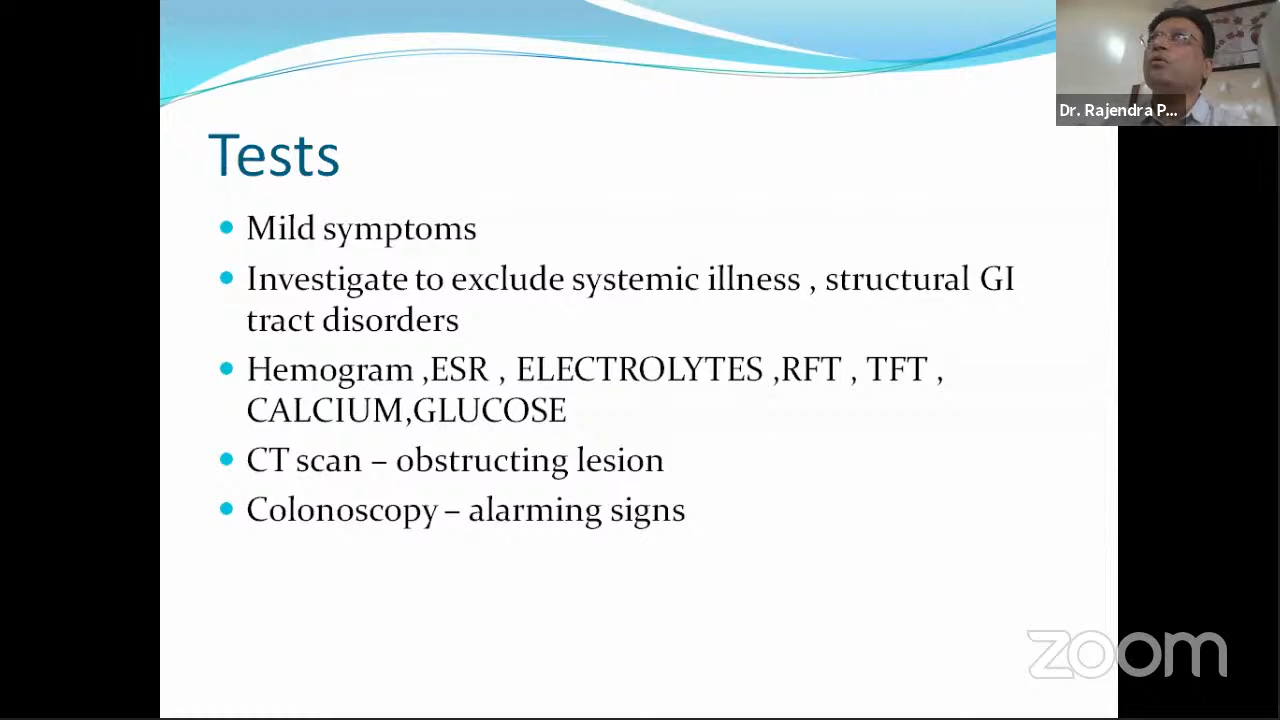 Dr. Rajendra P...
Tests
Mild symptoms
Investigate to exclude systemic illness , structural GI
tract disorders
Hemogram ,ESR , ELECTROLYTES ,RFT , TFT ,
CALCIUM,GLUCOSE
CT scan – obstructing lesion
Colonoscopy – alarming signs
zoom